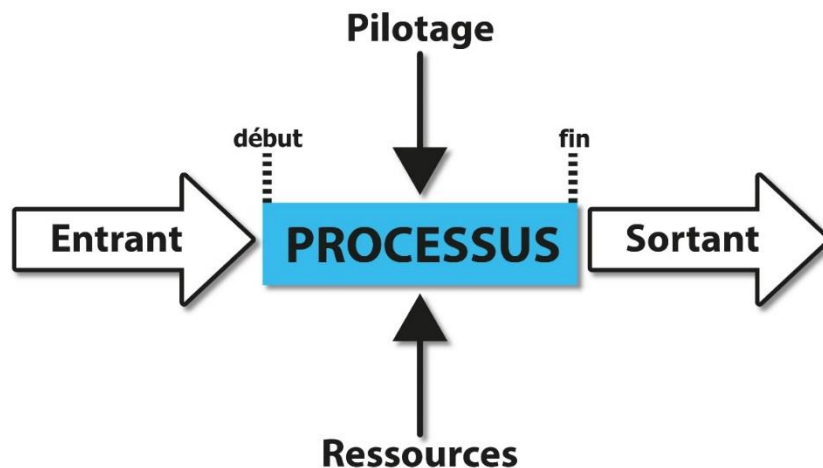 Pilotage
début
fin
Entrant
PROCESSUS
Sortant
Ressources